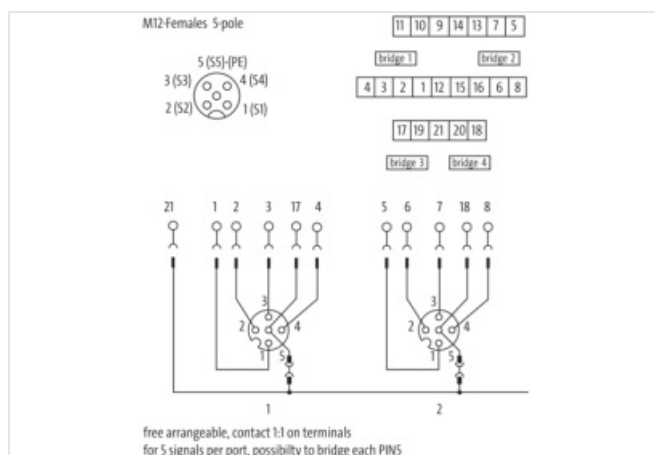 M12-Females 5-pole
11 10 9 14 13 7 5
bridge 1 bridge 2
5 (S5)-(PE)
3 (S3) 4 (S4)
4 3 2 1 12 15 16 6 8
2 (S2) 1 (S1)
17 19 21 20 18
bridge 3 bridge 4
21 1 2 3 17 4 5 6 7 18 8
3 3
2 4 2 4
1 5 1 5
1 2
free arrangeable, contact 1:1 on terminals
for 5 signals per port, possibilty to bridge each PIN5